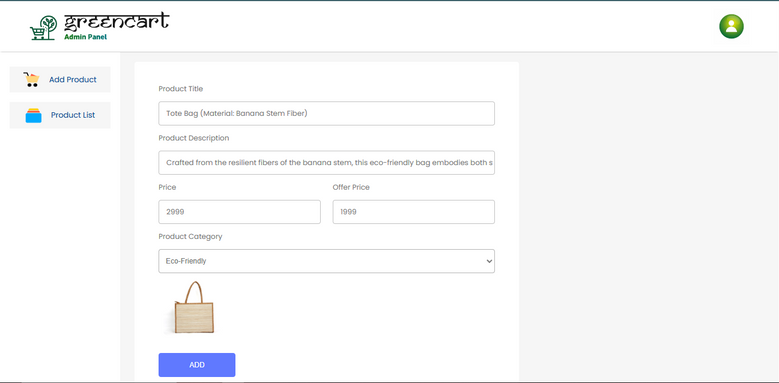 greencart
Admin Panel
Add Product
Product List
Product Title
Tote Bag (Material: Banana Stem Fiber)
Product Description
Crafted from the resilient fibers of the banana stem, this eco-friendly bag embodies both s
Price
Offer Price
2999
1999
Product Category
Eco-Friendly
ADD